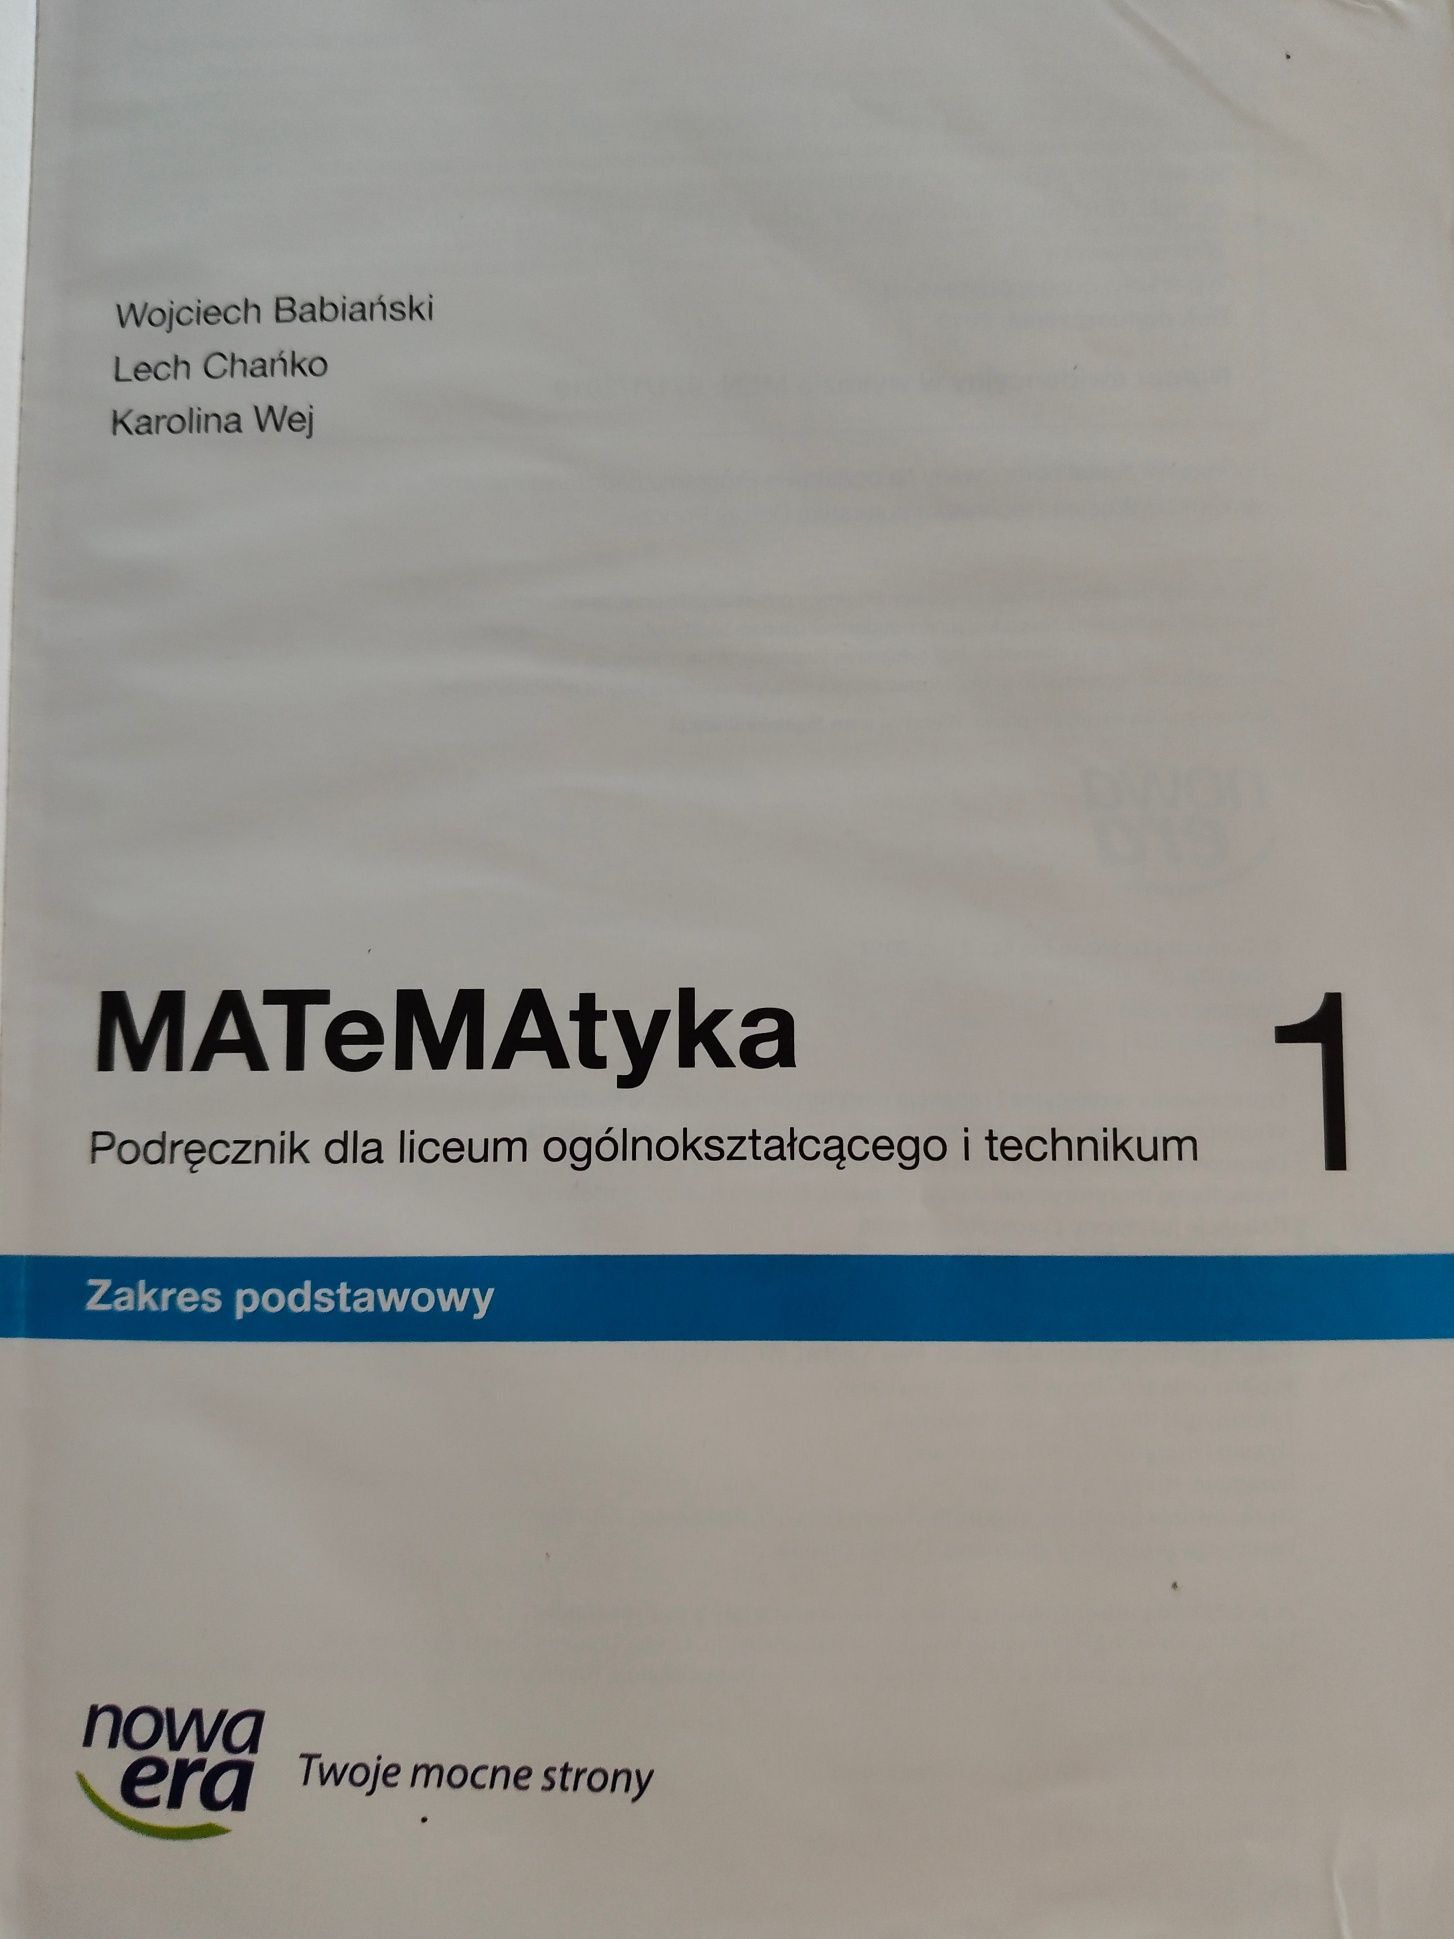 Wojciech Babiański
Lech Chańko
Karolina Wej
MATeMAtyka 1
Podręcznik dla liceum ogólnokształcącego i technikum
Zakres podstawowy
nowa
era
Twoje mocne strony